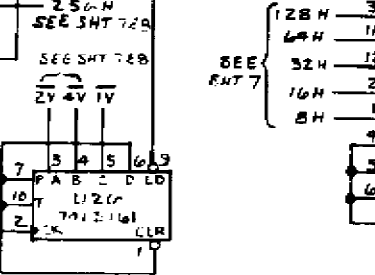 256H
SEE SHT 7&8
SEE SHT 7&8
2V 4V 1V
3 4 5 6 9
7 P A B C D LD
10 T U26
2 CK CLR
1
128H
64H
SEE 32H
SHT 7 16H
8H